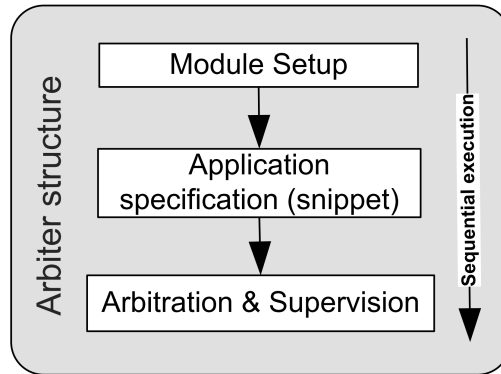 Arbiter structure
Module Setup
Application
specification (snippet)
Arbitration & Supervision
Sequential execution